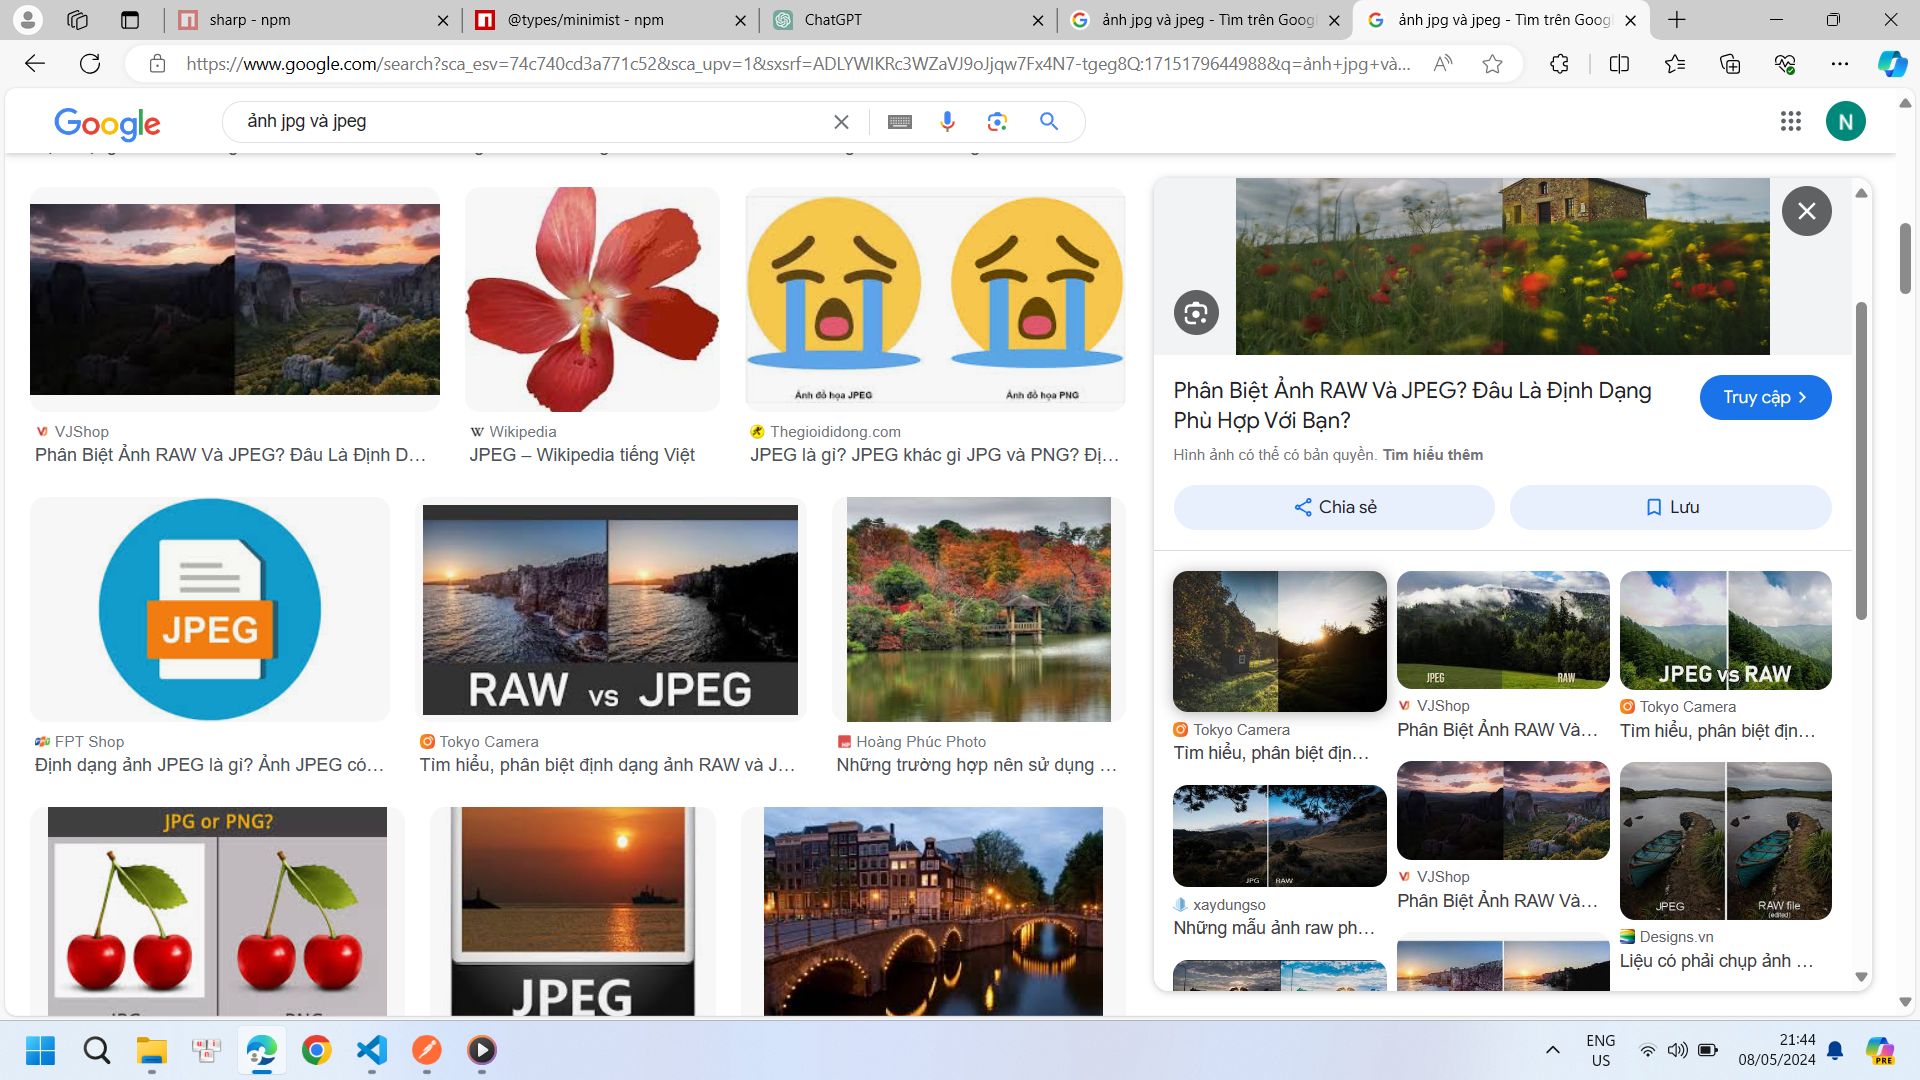 sharp - npm
@types/minimist - npm
ChatGPT
ảnh jpg và jpeg - Tìm trên Googl
ảnh jpg và jpeg - Tìm trên Googl
https://www.google.com/search?sca_esv=74c740cd3a771c52&sca_upv=1&sxsrf=ADLYWIKRc3WZaVJ9oJjqw7Fx4N7-tgeg8Q:1715179644988&q=ảnh+jpg+và...
Google
ảnh jpg và jpeg
N
Ảnh đồ họa JPEG
Ảnh đồ họa PNG
VJShop
Phân Biệt Ảnh RAW Và JPEG? Đâu Là Định D...
Wikipedia
JPEG – Wikipedia tiếng Việt
Thegioididong.com
JPEG là gì? JPEG khác gì JPG và PNG? Đị...
JPEG
RAW vs JPEG
FPT Shop
Định dạng ảnh JPEG là gì? Ảnh JPEG có...
Tokyo Camera
Tìm hiểu, phân biệt định dạng ảnh RAW và J...
Hoàng Phúc Photo
Những trường hợp nên sử dụng ...
JPG or PNG?
JPG
PNG
JPEG
Phân Biệt Ảnh RAW Và JPEG? Đâu Là Định Dạng
Phù Hợp Với Bạn?
Truy cập
Hình ảnh có thể có bản quyền. Tìm hiểu thêm
Chia sẻ
Lưu
Tokyo Camera
Tìm hiểu, phân biệt địn...
JPEG
RAW
VJShop
Phân Biệt Ảnh RAW Và...
JPEG vs RAW
Tokyo Camera
Tìm hiểu, phân biệt địn...
JPG
RAW
xaydungso
Những mẫu ảnh raw ph...
VJShop
Phân Biệt Ảnh RAW Và...
JPEG
RAW file
(edited)
Designs.vn
Liệu có phải chụp ảnh ...
ENG
US
21:44
08/05/2024
PRE